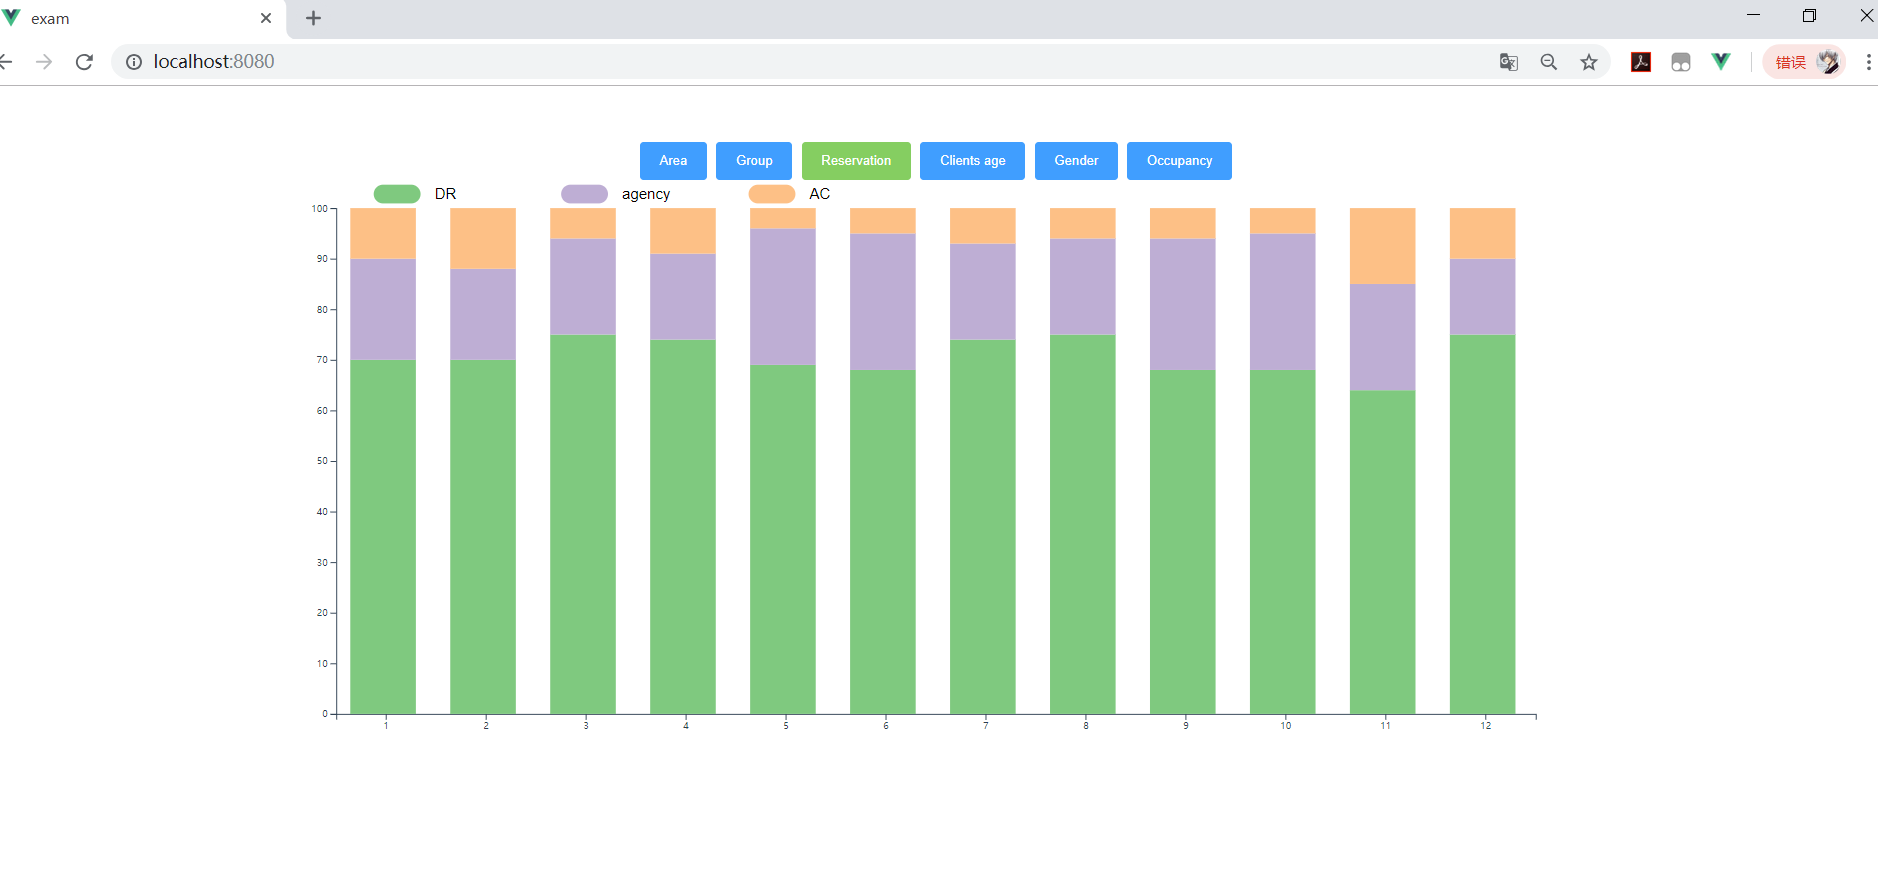 exam
localhost:8080
错误
Area Group Reservation Clients age Gender Occupancy
DR agency AC
100
90
80
70
60
50
40
30
20
10
0
1 2 3 4 5 6 7 8 9 10 11 12